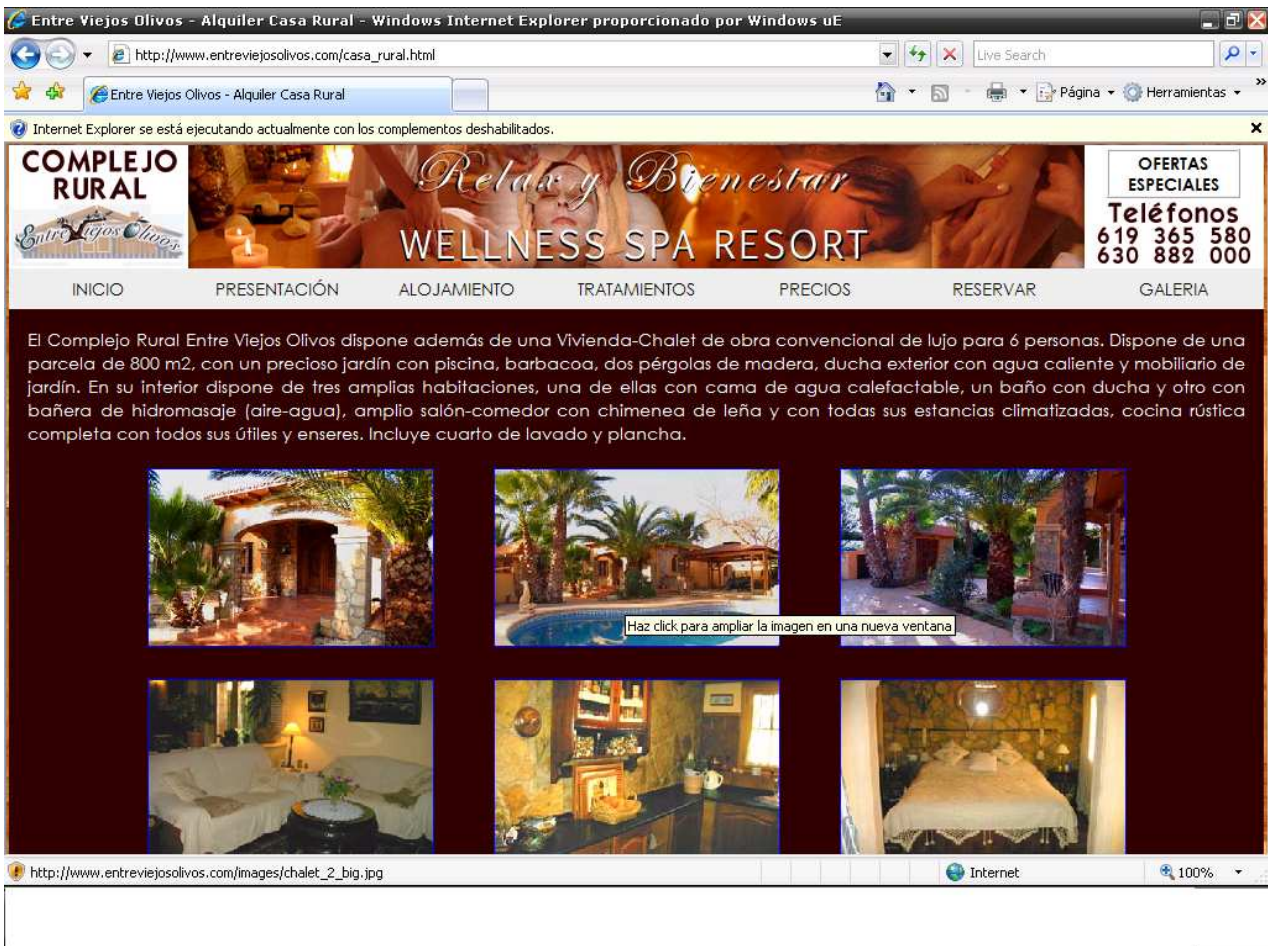 Entre Viejos Olivos - Alquiler Casa Rural - Windows Internet Explorer proporcionado por Windows uE
http://www.entreviejosolivos.com/casa_rural.html
Live Search
Entre Viejos Olivos - Alquiler Casa Rural
Página
Herramientas
»
Internet Explorer se está ejecutando actualmente con los complementos deshabilitados.
COMPLEJO
RURAL
Entre Viejos Olivos
Relax y Bienestar
WELLNESS SPA RESORT
OFERTAS
ESPECIALES
Teléfonos
619 365 580
630 882 000
INICIO PRESENTACIÓN ALOJAMIENTO TRATAMIENTOS PRECIOS RESERVAR GALERIA
El Complejo Rural Entre Viejos Olivos dispone además de una Vivienda-Chalet de obra convencional de lujo para 6 personas. Dispone de una
parcela de 800 m2, con un precioso jardín con piscina, barbacoa, dos pérgolas de madera, ducha exterior con agua caliente y mobiliario de
jardín. En su interior dispone de tres amplias habitaciones, una de ellas con cama de agua calefactable, un baño con ducha y otro con
bañera de hidromasaje (aire-agua), amplio salón-comedor con chimenea de leña y con todas sus estancias climatizadas, cocina rústica
completa con todos sus útiles y enseres. Incluye cuarto de lavado y plancha.
Haz click para ampliar la imagen en una nueva ventana
http://www.entreviejosolivos.com/images/chalet_2_big.jpg
Internet
100%